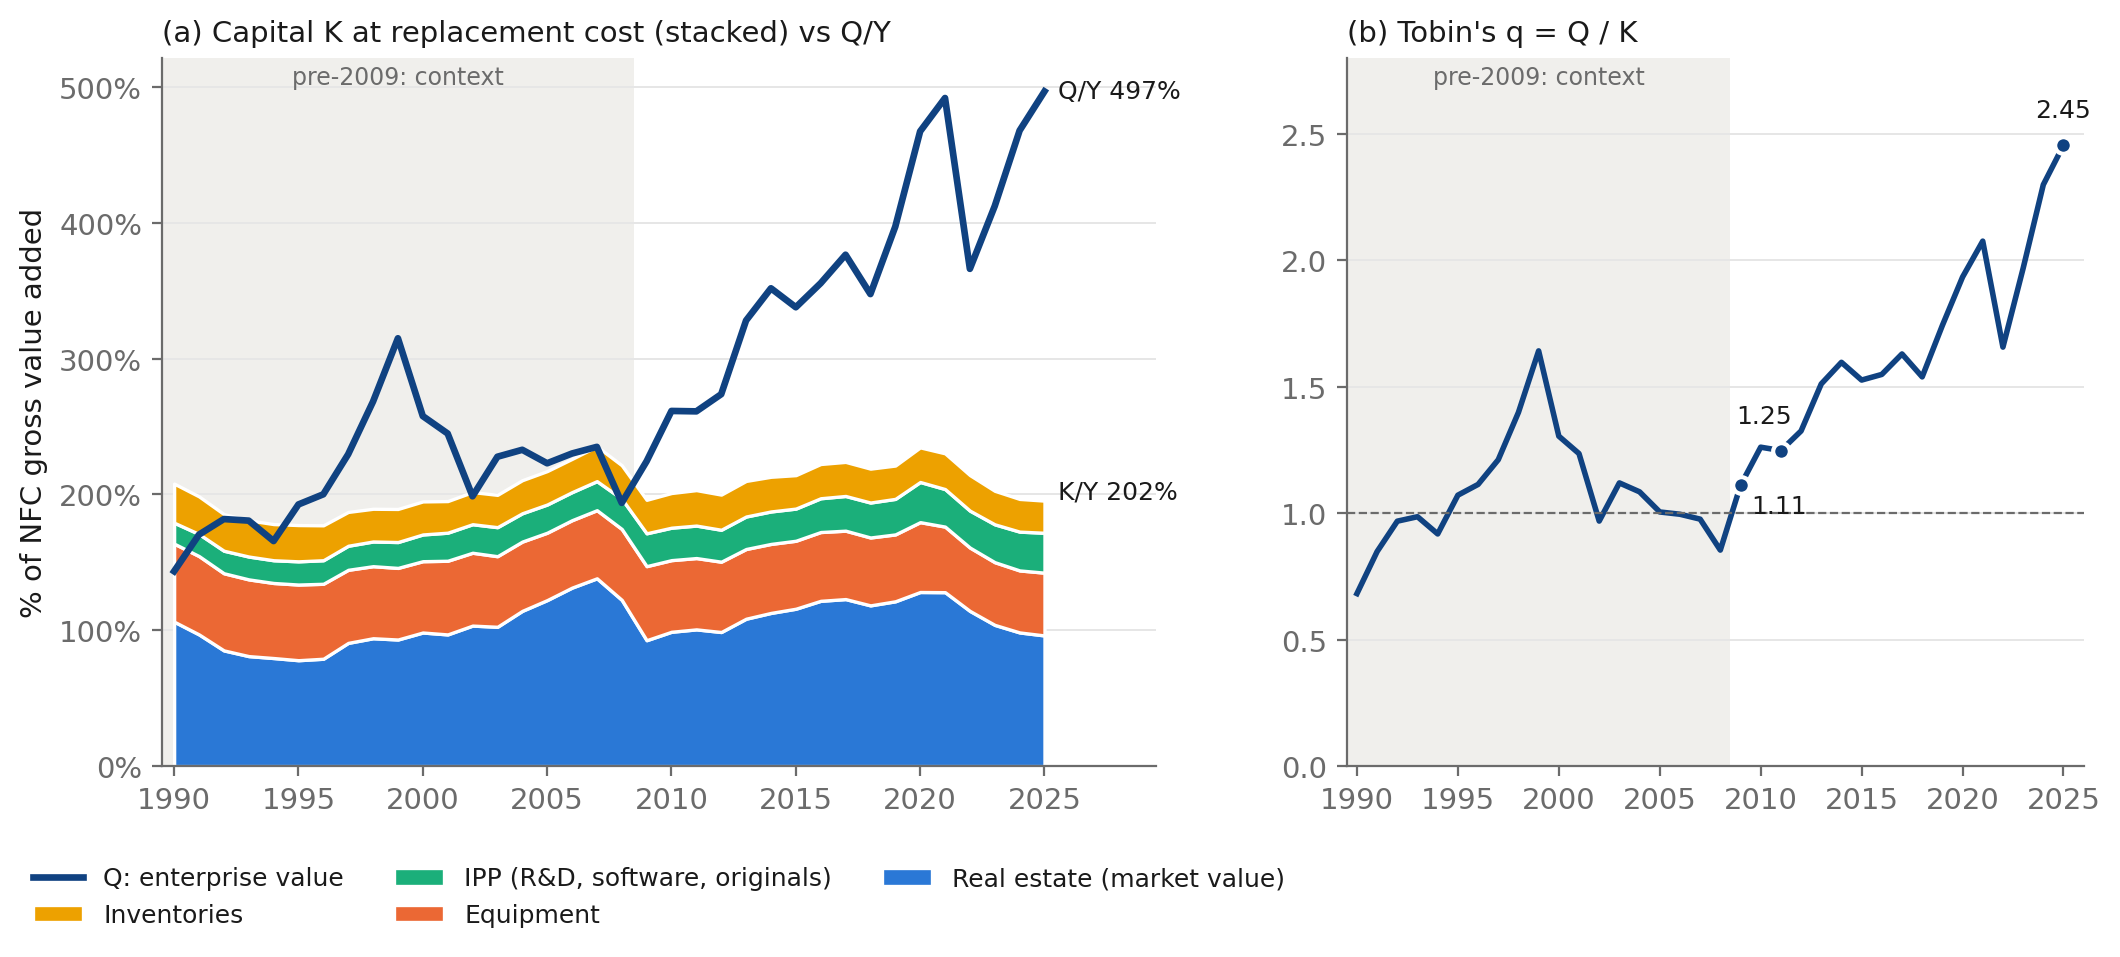 (a) Capital K at replacement cost (stacked) vs Q/Y
pre-2009: context
% of NFC gross value added
500%
400%
300%
200%
100%
0%
Q/Y 497%
K/Y 202%
1990 1995 2000 2005 2010 2015 2020 2025
(b) Tobin's q = Q / K
pre-2009: context
2.5
2.0
1.5
1.0
0.5
0.0
2.45
1.25
1.11
1990 1995 2000 2005 2010 2015 2020 2025
Q: enterprise value
Inventories
IPP (R&D, software, originals)
Equipment
Real estate (market value)